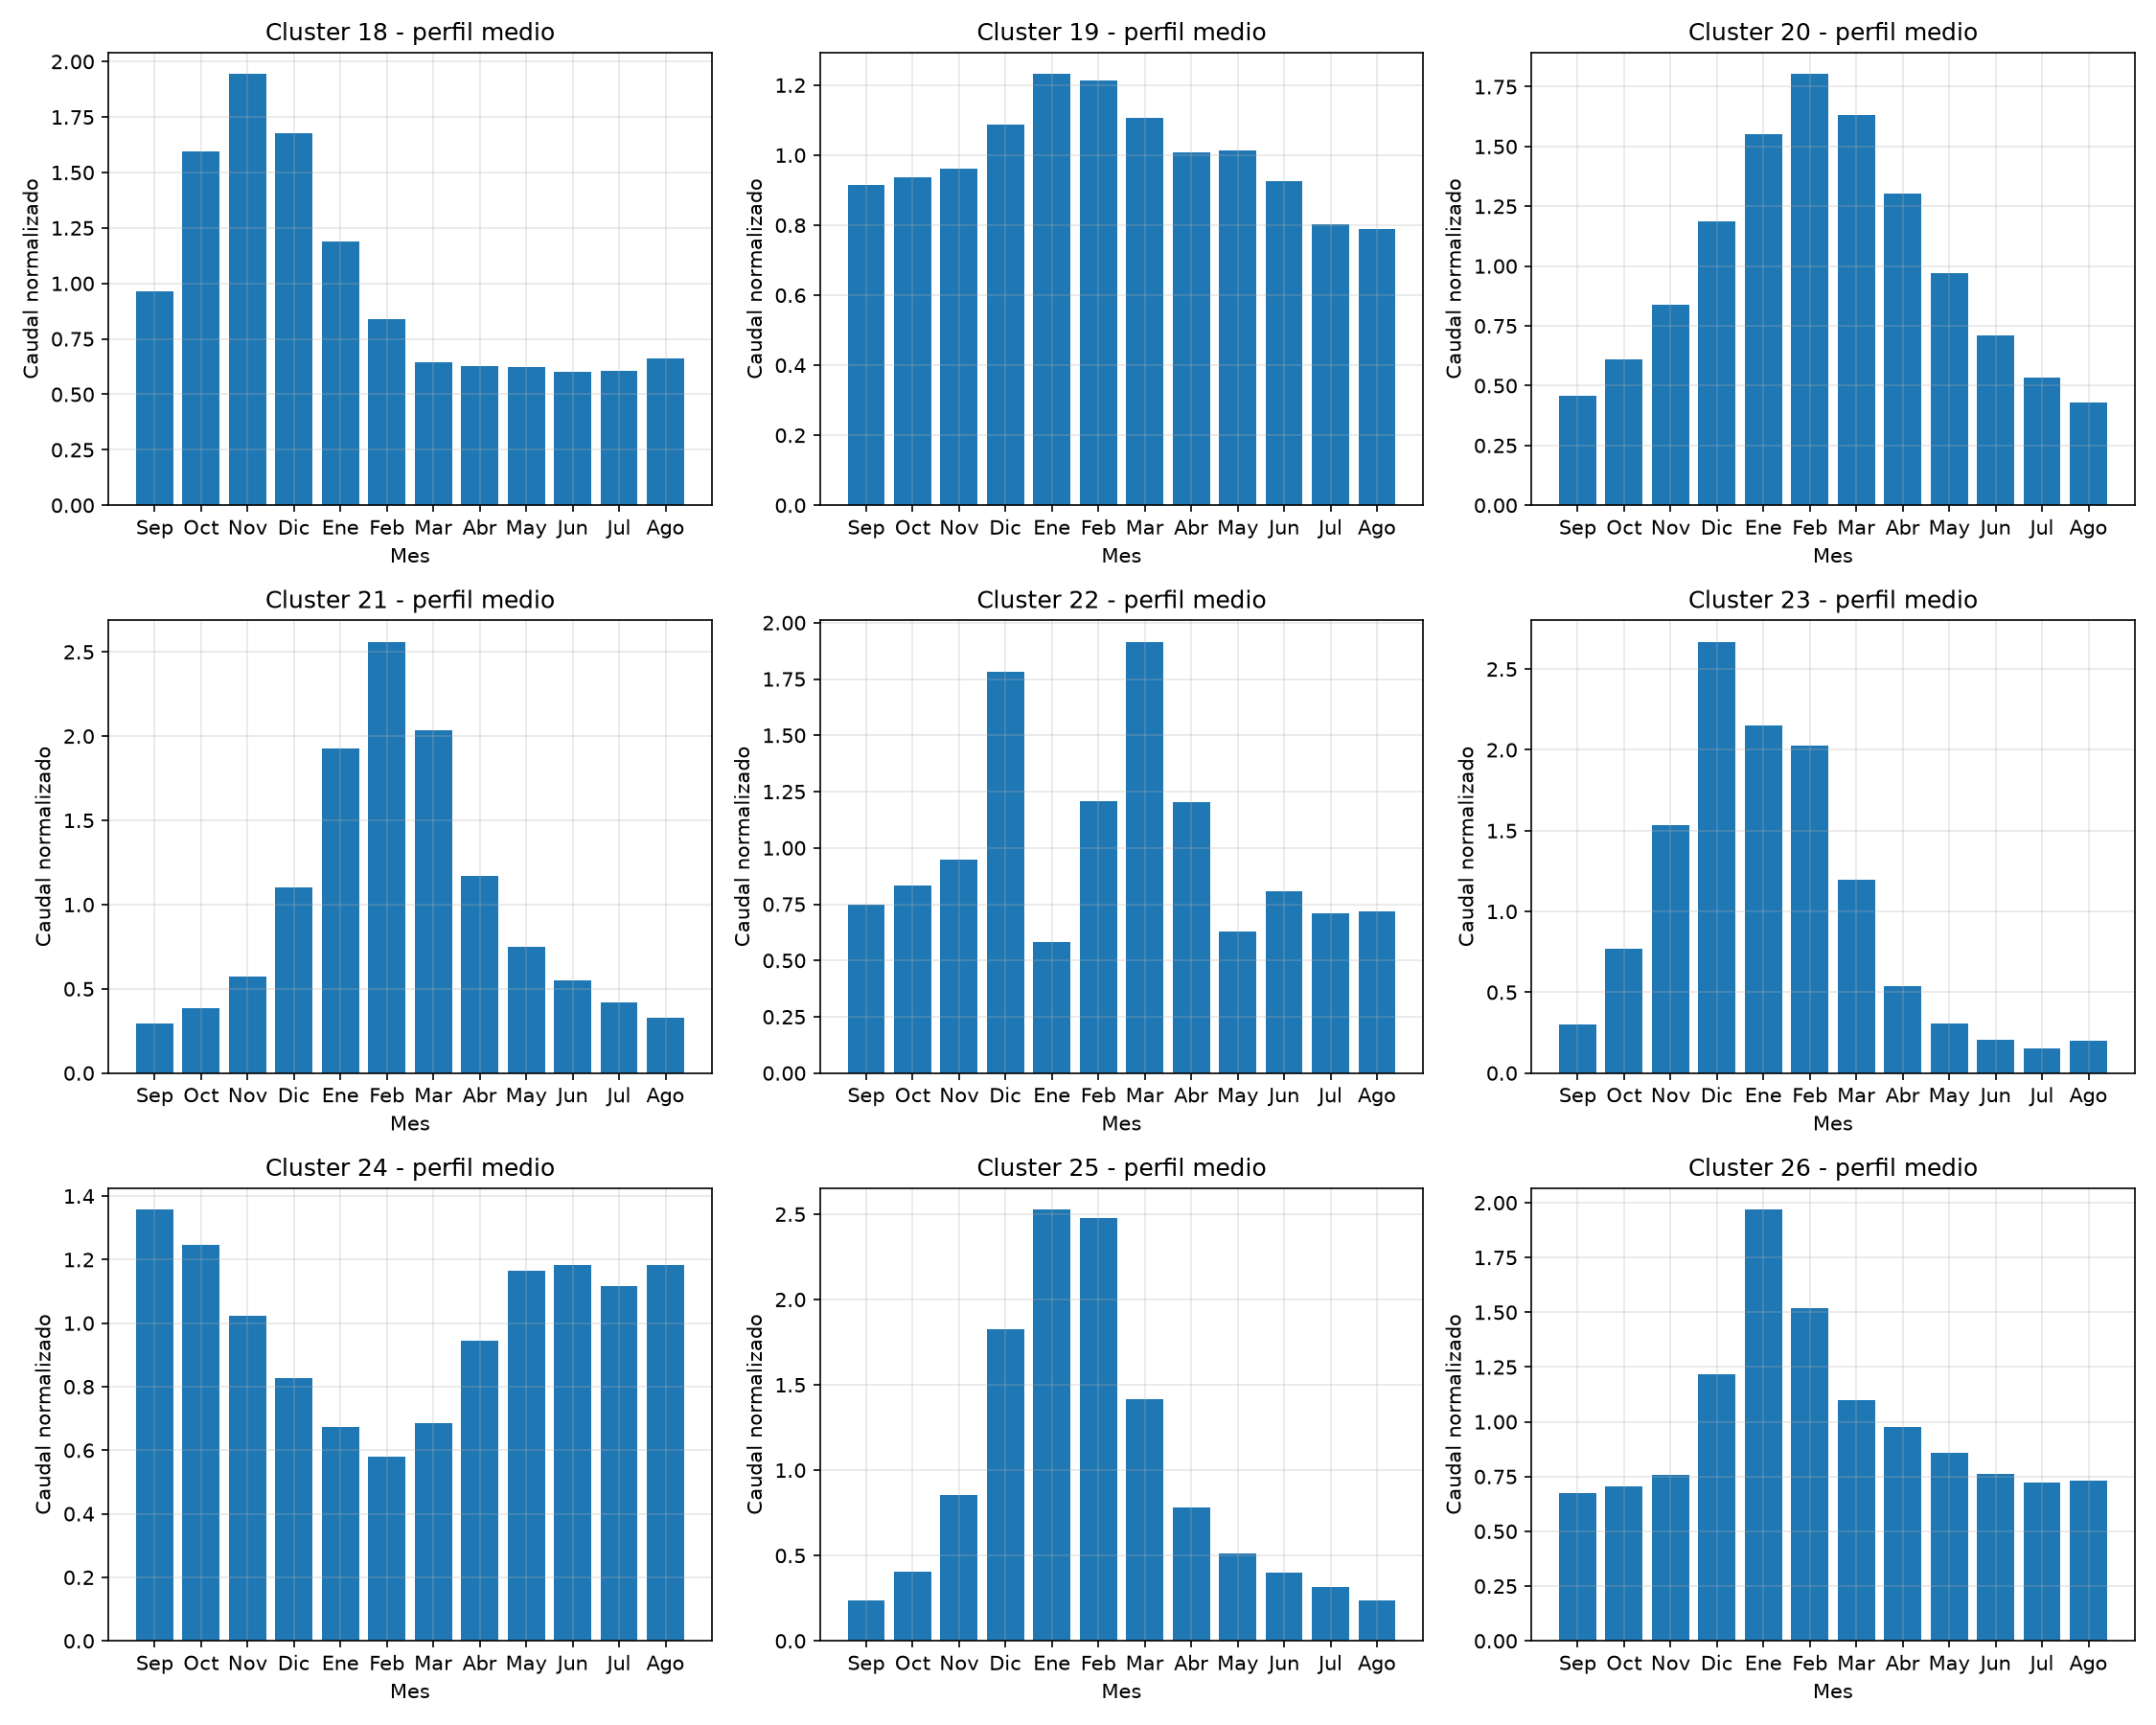 Cluster 18 - perfil medio
Caudal normalizado
2.00
1.75
1.50
1.25
1.00
0.75
0.50
0.25
0.00
Sep Oct Nov Dic Ene Feb Mar Abr May Jun Jul Ago
Mes
Cluster 19 - perfil medio
Caudal normalizado
1.2
1.0
0.8
0.6
0.4
0.2
0.0
Sep Oct Nov Dic Ene Feb Mar Abr May Jun Jul Ago
Mes
Cluster 20 - perfil medio
Caudal normalizado
1.75
1.50
1.25
1.00
0.75
0.50
0.25
0.00
Sep Oct Nov Dic Ene Feb Mar Abr May Jun Jul Ago
Mes
Cluster 21 - perfil medio
Caudal normalizado
2.5
2.0
1.5
1.0
0.5
0.0
Sep Oct Nov Dic Ene Feb Mar Abr May Jun Jul Ago
Mes
Cluster 22 - perfil medio
Caudal normalizado
2.00
1.75
1.50
1.25
1.00
0.75
0.50
0.25
0.00
Sep Oct Nov Dic Ene Feb Mar Abr May Jun Jul Ago
Mes
Cluster 23 - perfil medio
Caudal normalizado
2.5
2.0
1.5
1.0
0.5
0.0
Sep Oct Nov Dic Ene Feb Mar Abr May Jun Jul Ago
Mes
Cluster 24 - perfil medio
Caudal normalizado
1.4
1.2
1.0
0.8
0.6
0.4
0.2
0.0
Sep Oct Nov Dic Ene Feb Mar Abr May Jun Jul Ago
Mes
Cluster 25 - perfil medio
Caudal normalizado
2.5
2.0
1.5
1.0
0.5
0.0
Sep Oct Nov Dic Ene Feb Mar Abr May Jun Jul Ago
Mes
Cluster 26 - perfil medio
Caudal normalizado
2.00
1.75
1.50
1.25
1.00
0.75
0.50
0.25
0.00
Sep Oct Nov Dic Ene Feb Mar Abr May Jun Jul Ago
Mes